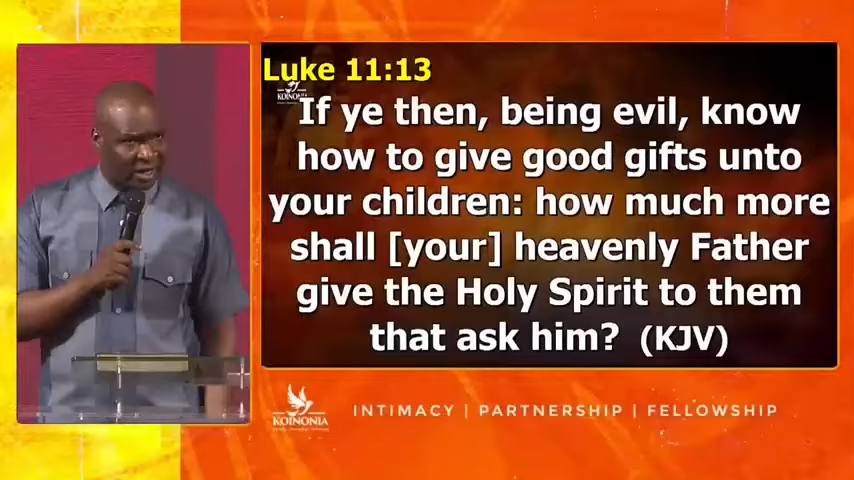 Luke 11:13
KOINONIA
If ye then, being evil, know
how to give good gifts unto
your children: how much more
shall [your] heavenly Father
give the Holy Spirit to them
that ask him? (KJV)
KOINONIA
INTIMACY | PARTNERSHIP | FELLOWSHIP